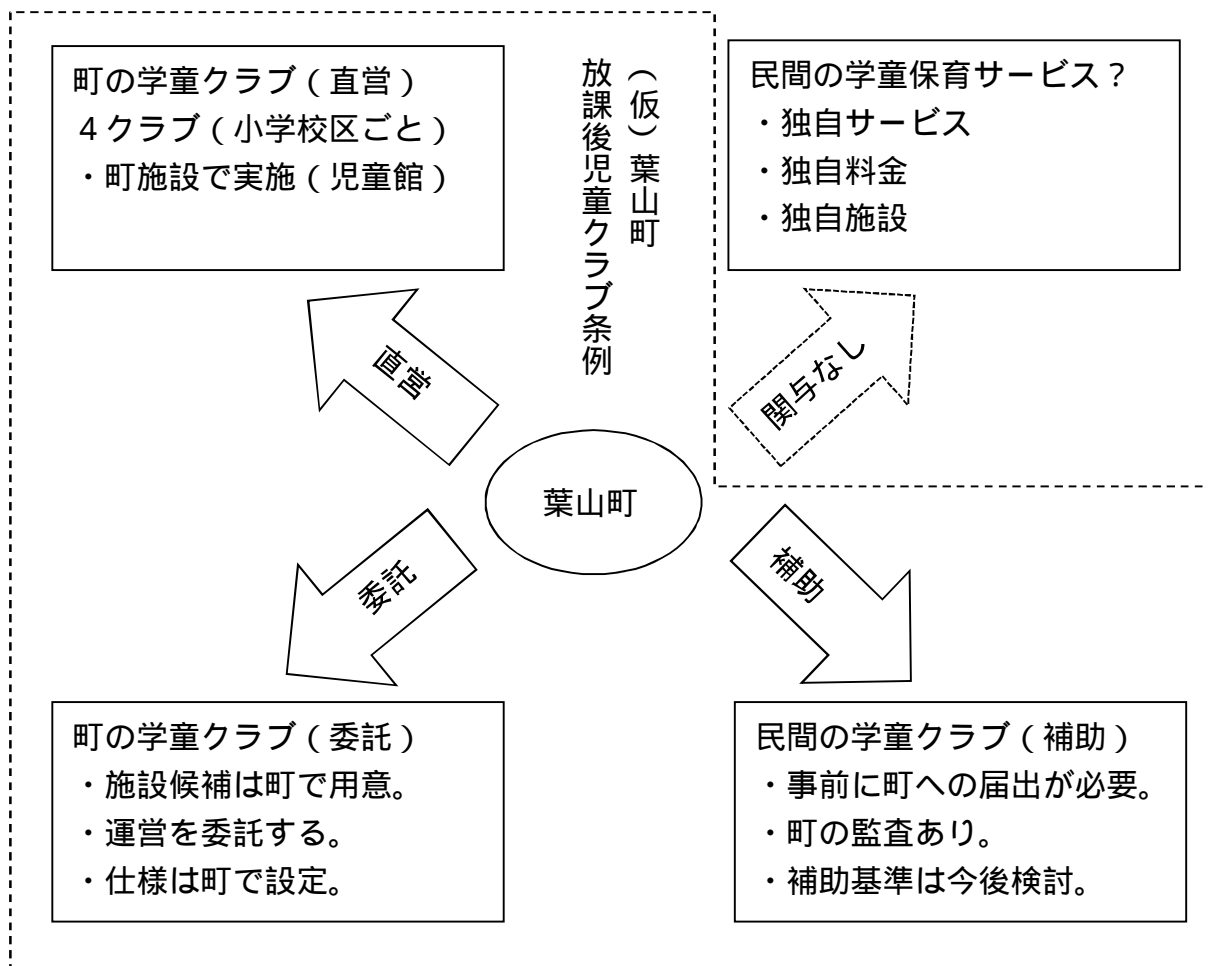 町の学童クラブ（直営）
４クラブ（小学校区ごと）
・町施設で実施（児童館）
（仮）葉山町
放課後児童クラブ条例
民間の学童保育サービス？
・独自サービス
・独自料金
・独自施設
直営
関与なし
葉山町
委託
補助
町の学童クラブ（委託）
・施設候補は町で用意。
・運営を委託する。
・仕様は町で設定。
民間の学童クラブ（補助）
・事前に町への届出が必要。
・町の監査あり。
・補助基準は今後検討。